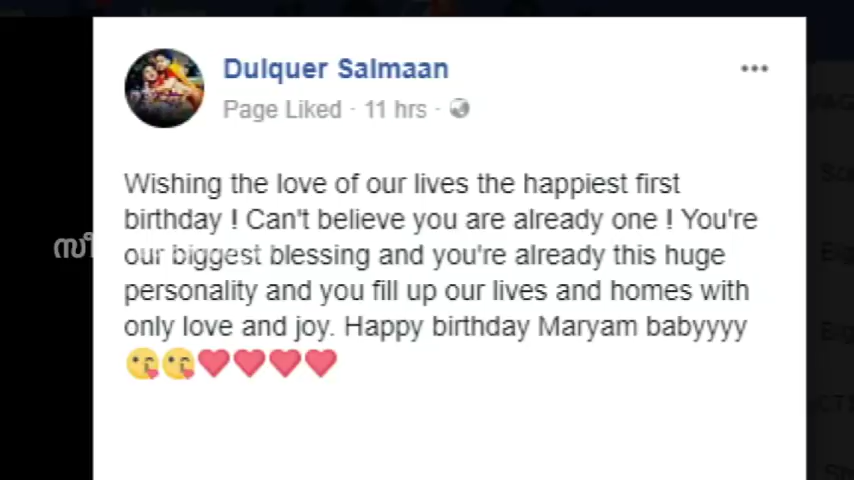 Dulquer Salmaan
Page Liked · 11 hrs ·
Wishing the love of our lives the happiest first
birthday ! Can't believe you are already one ! You're
our biggest blessing and you're already this huge
personality and you fill up our lives and homes with
only love and joy. Happy birthday Maryam babyyyy
😘😘❤❤❤❤